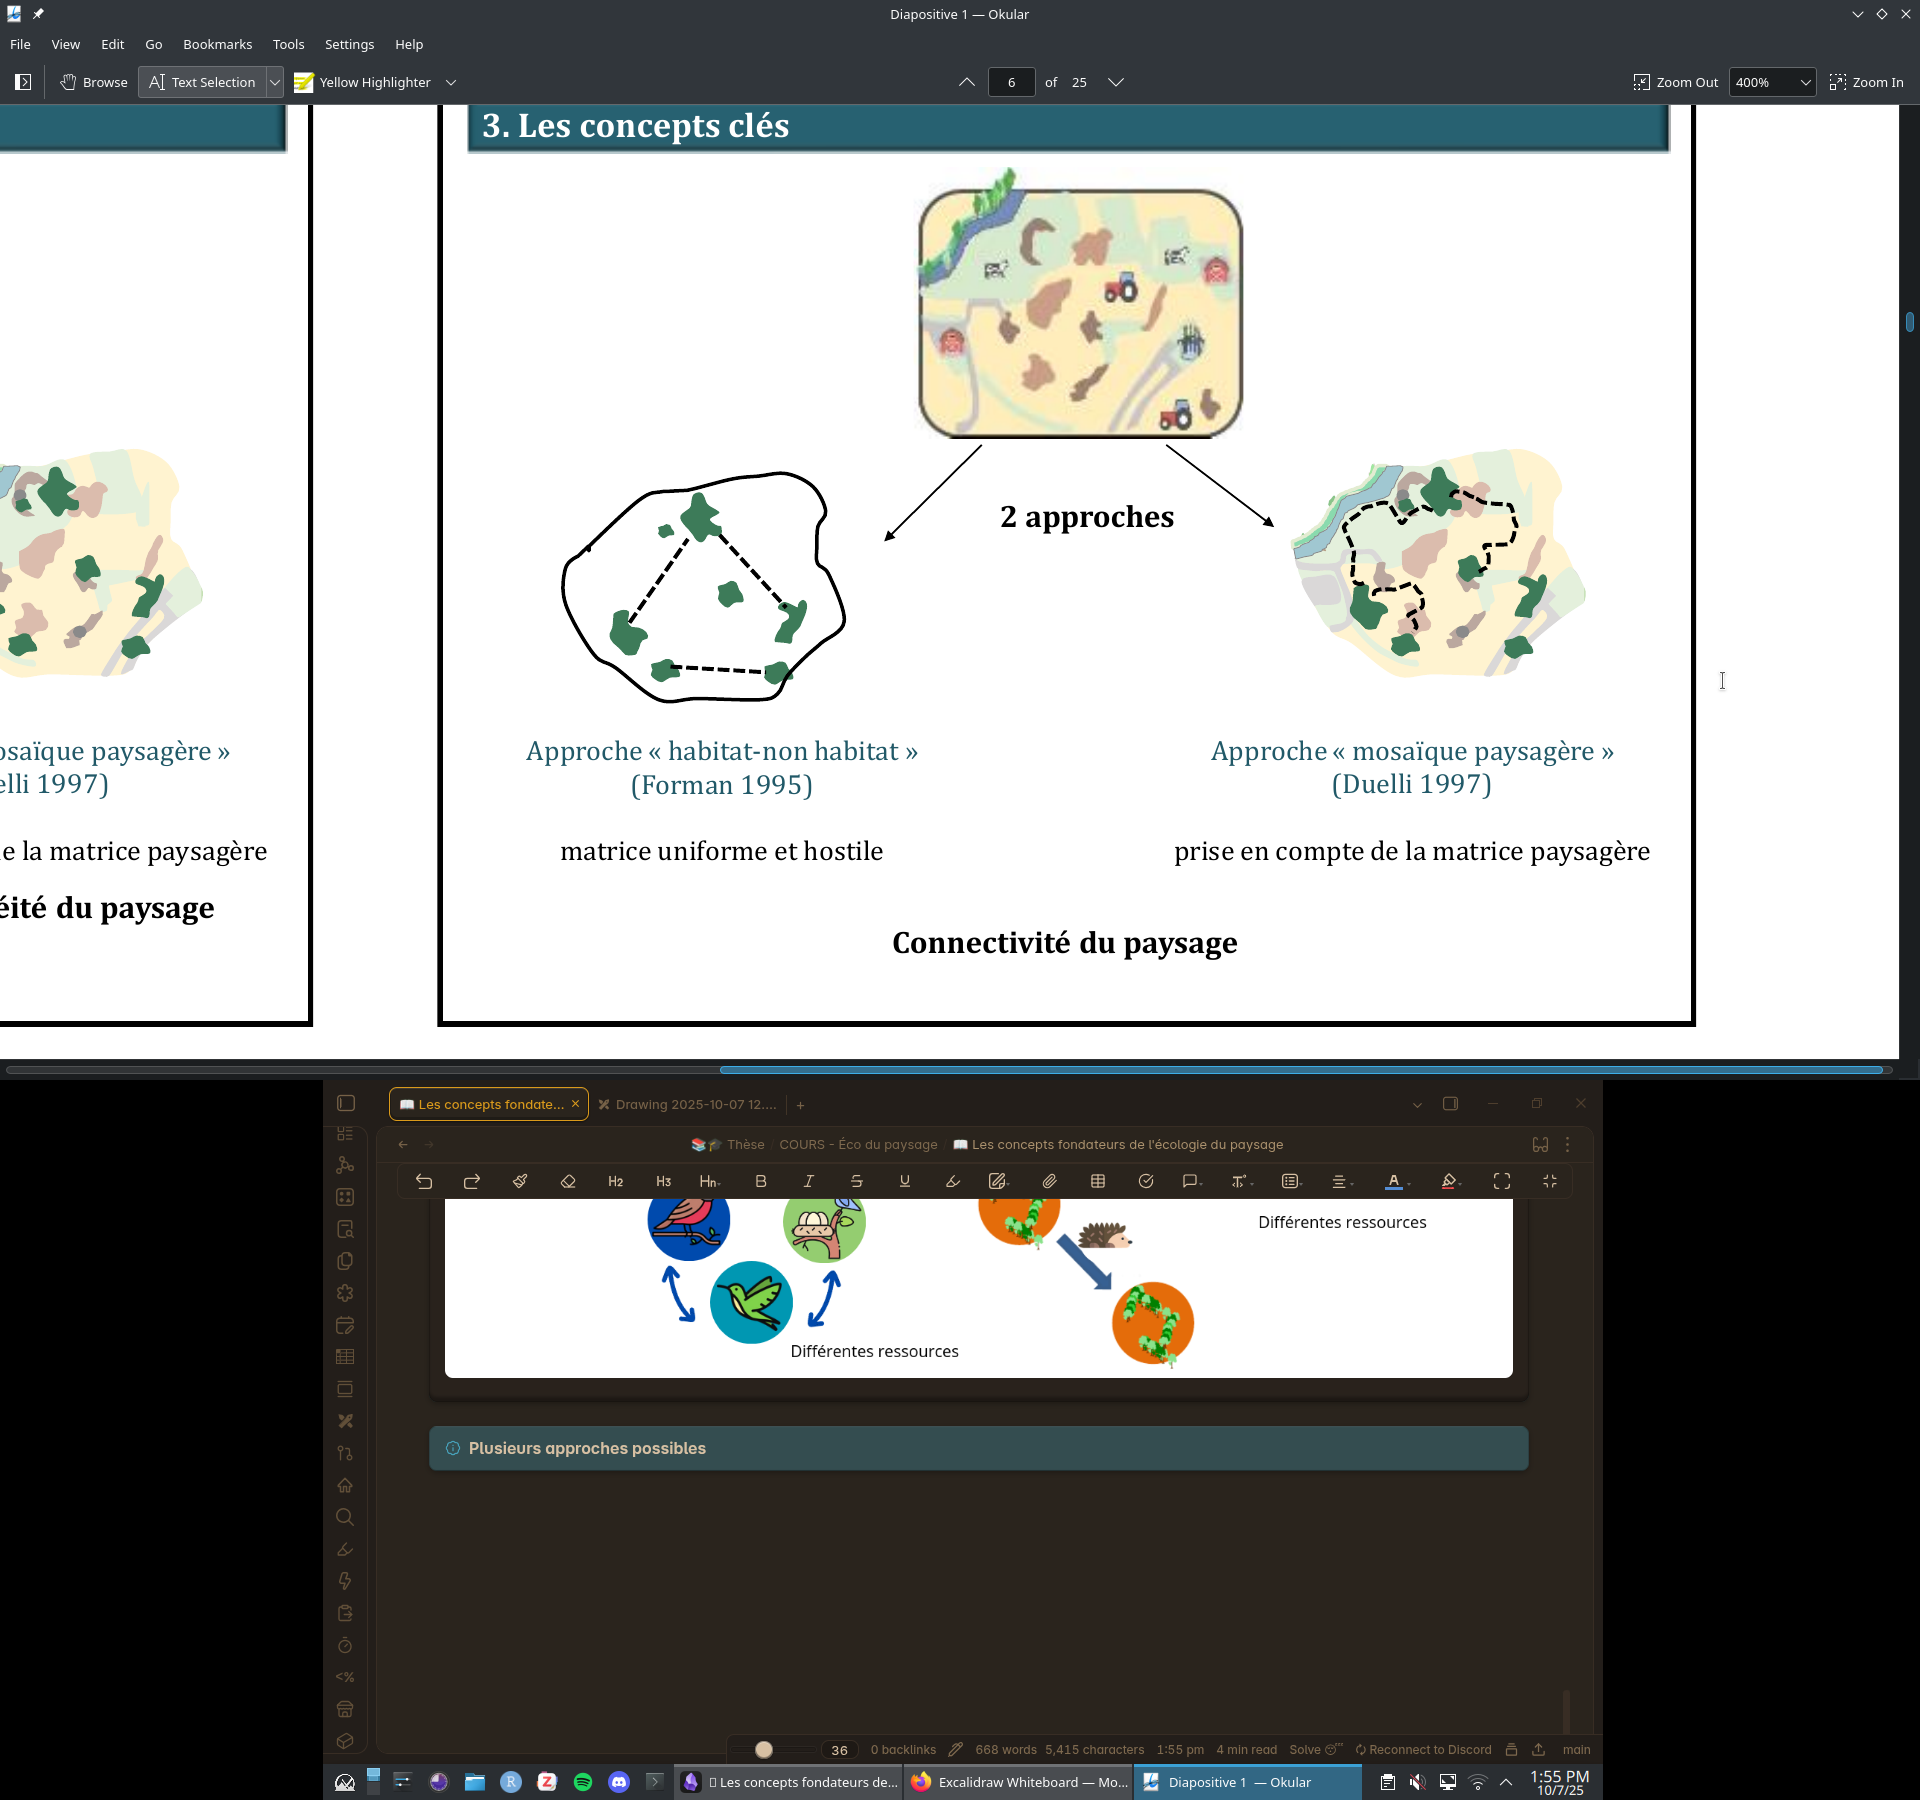 Diapositive 1 — Okular
File View Edit Go Bookmarks Tools Settings Help
Browse Text Selection Yellow Highlighter 6 of 25 Zoom Out 400% Zoom In
3. Les concepts clés
2 approches
osaïque paysagère »
elli 1997)
e la matrice paysagère
éité du paysage
Approche « habitat-non habitat »
(Forman 1995)
matrice uniforme et hostile
Approche « mosaïque paysagère »
(Duelli 1997)
prise en compte de la matrice paysagère
Connectivité du paysage
Les concepts fondate... Drawing 2025-10-07 12....
Thèse / COURS - Éco du paysage / Les concepts fondateurs de l'écologie du paysage
H2 H3 Hn B I S U A
Différentes ressources
Différentes ressources
Plusieurs approches possibles
<%
36 0 backlinks 668 words 5,415 characters 1:55 pm 4 min read Solve Reconnect to Discord main
Les concepts fondateurs de... Excalidraw Whiteboard — Mo... Diapositive 1 — Okular 1:55 PM
10/7/25